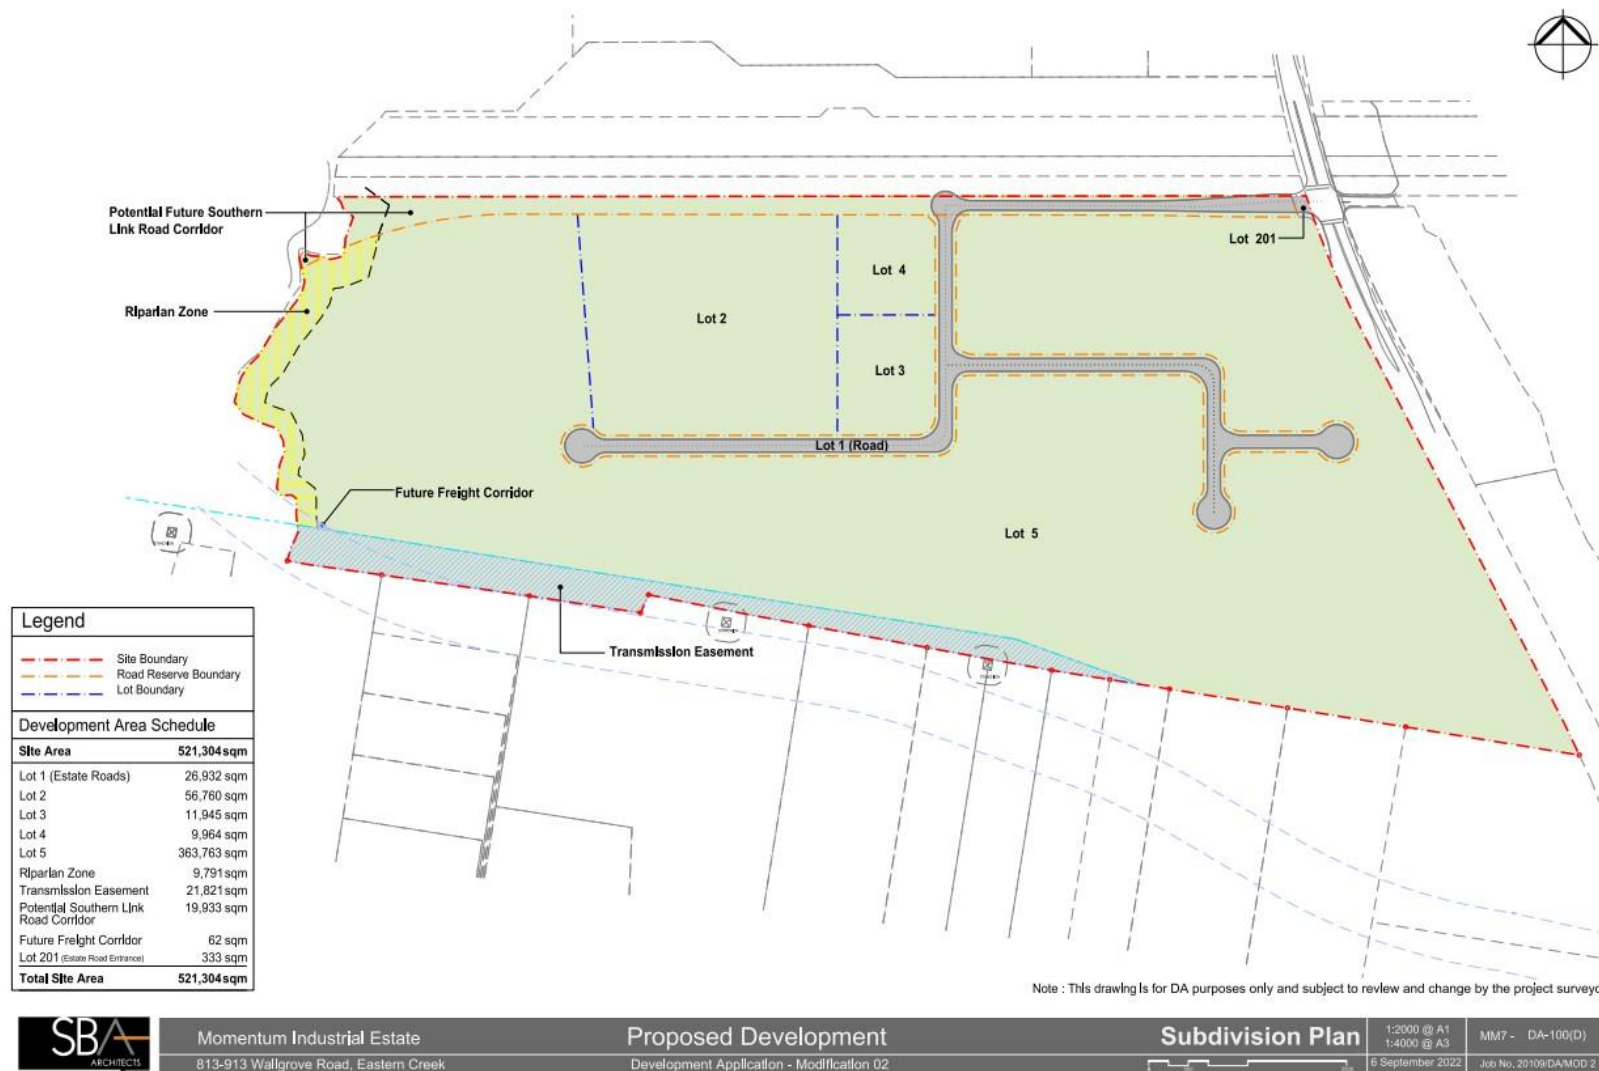 Potential Future Southern
Link Road Corridor
Lot 201
Lot 4
Riparian Zone
Lot 2
Lot 3
Lot 1 (Road)
Future Freight Corridor
Lot 5
Transmission Easement
Legend
Site Boundary
Road Reserve Boundary
Lot Boundary
Development Area Schedule
Site Area 521,304 sqm
Lot 1 (Estate Roads) 26,932 sqm
Lot 2 56,760 sqm
Lot 3 11,945 sqm
Lot 4 9,964 sqm
Lot 5 363,763 sqm
Riparian Zone 9,791 sqm
Transmission Easement 21,821 sqm
Potential Southern Link 19,933 sqm
Road Corridor
Future Freight Corridor 62 sqm
Lot 201 (Estate Road Entrance) 333 sqm
Total Site Area 521,304 sqm
Note : This drawing is for DA purposes only and subject to review and change by the project surveyo
SBA
ARCHITECTS
Momentum Industrial Estate
813-913 Wallgrove Road, Eastern Creek
Proposed Development
Development Application - Modification 02
Subdivision Plan
1:2000 @ A1
1:4000 @ A3
6 September 2022
MM7 - DA-100(D)
Job No. 20109/DA/MOD 2